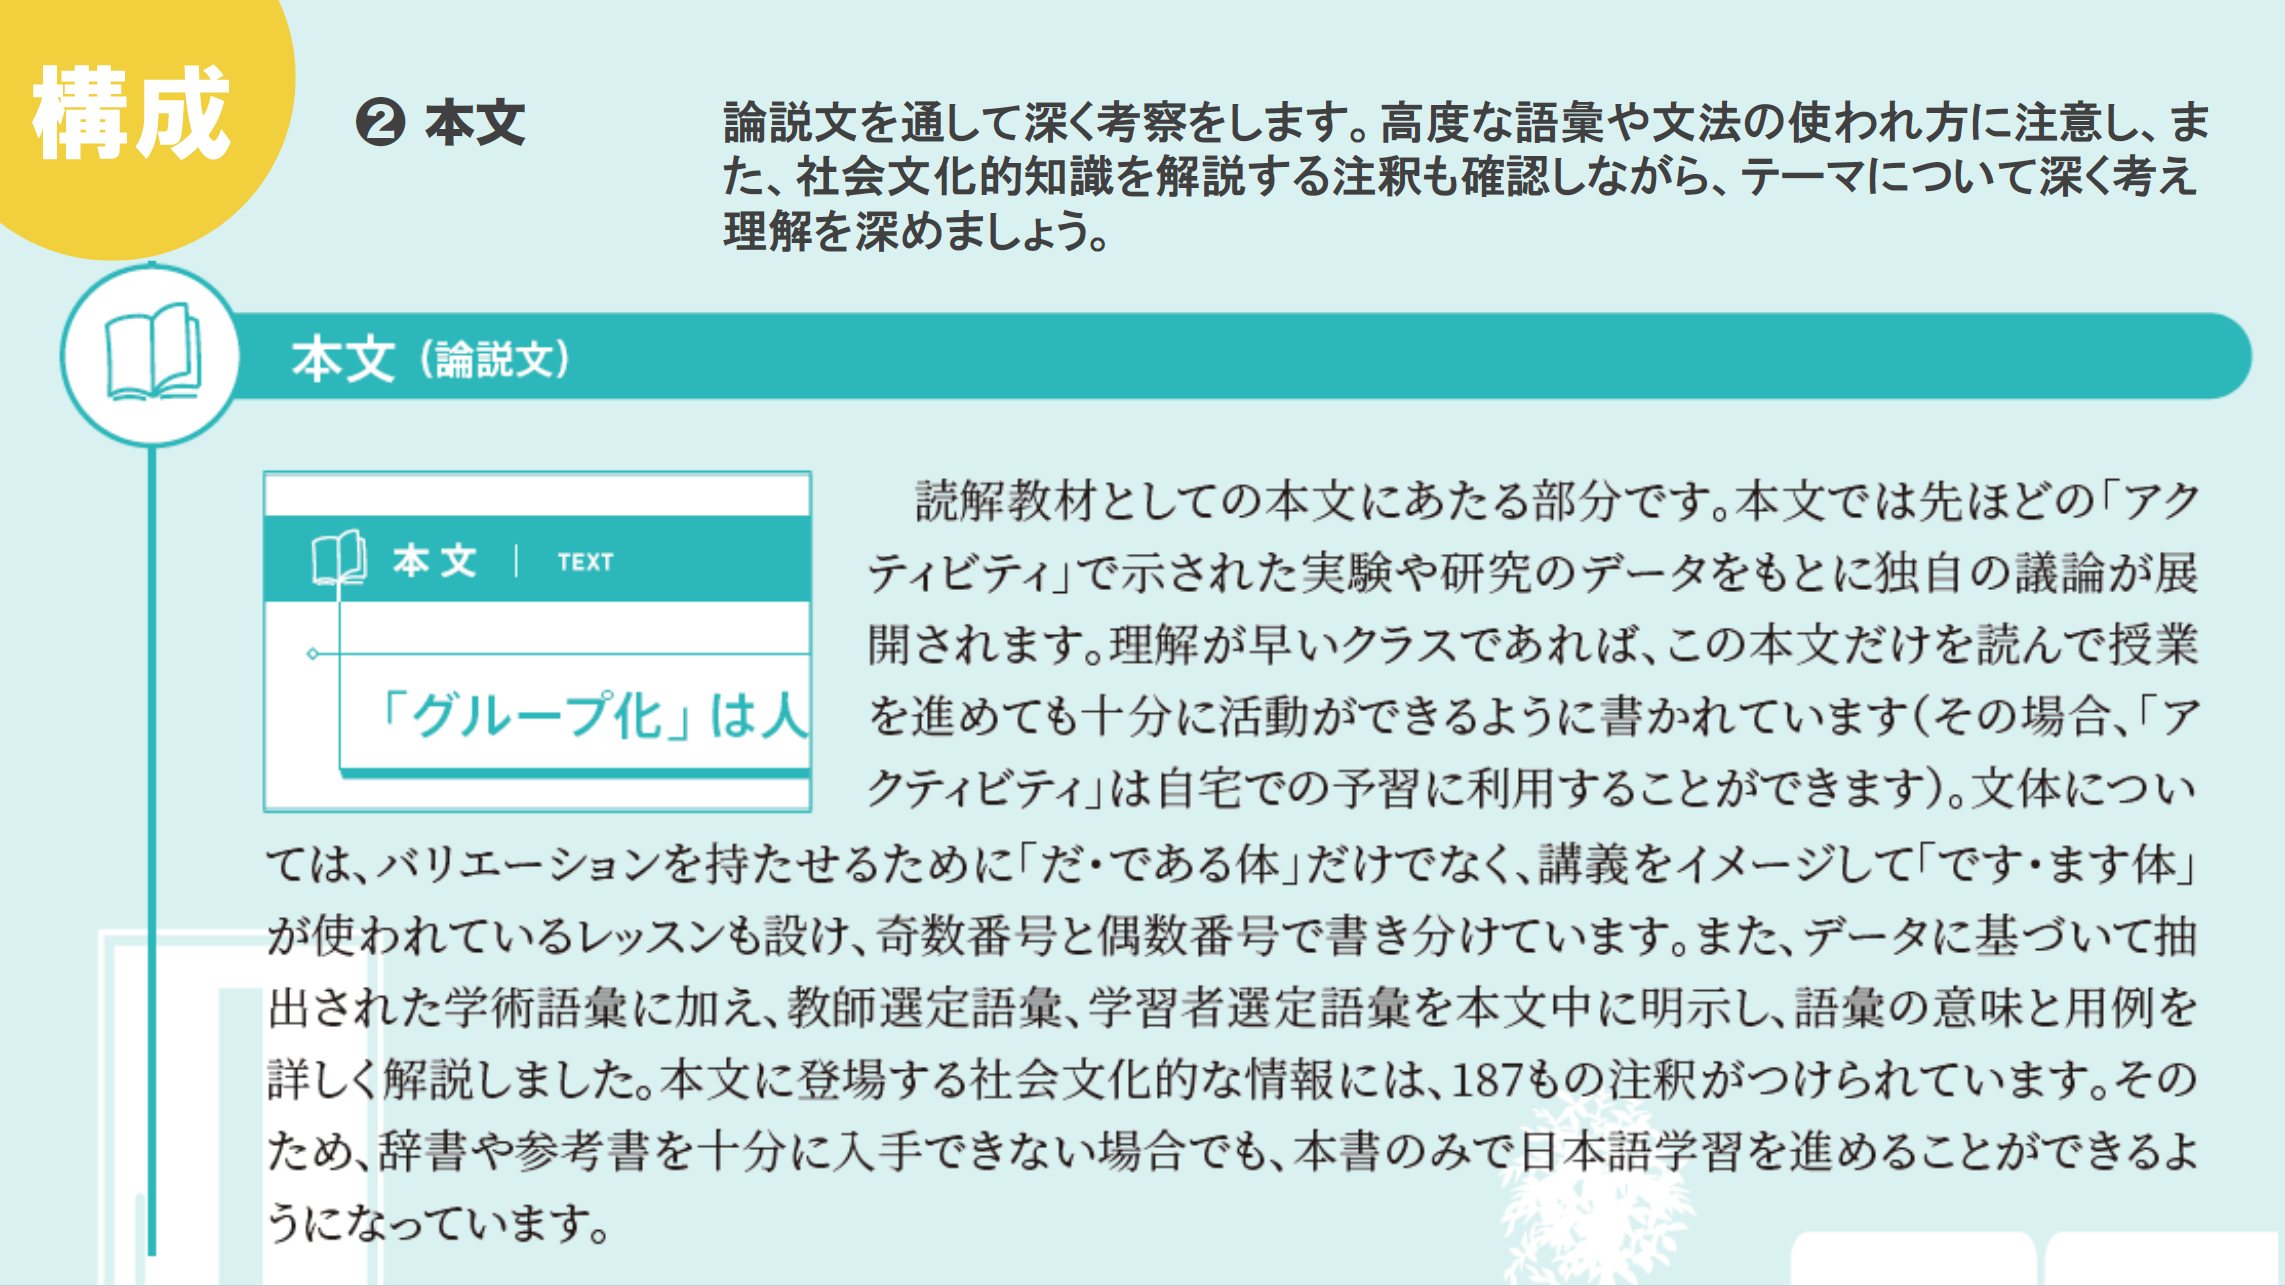 構成
❷ 本文
論説文を通して深く考察をします。高度な語彙や文法の使われ方に注意し、ま
た、社会文化的知識を解説する注釈も確認しながら、テーマについて深く考え
理解を深めましょう。
本文（論説文）
本文｜TEXT
「グループ化」は人
読解教材としての本文にあたる部分です。本文では先ほどの「アク
ティビティ」で示された実験や研究のデータをもとに独自の議論が展
開されます。理解が早いクラスであれば、この本文だけを読んで授業
を進めても十分に活動ができるように書かれています（その場合、「ア
クティビティ」は自宅での予習に利用することができます）。文体につい
ては、バリエーションを持たせるために「だ・である体」だけでなく、講義をイメージして「です・ます体」
が使われているレッスンも設け、奇数番号と偶数番号で書き分けています。また、データに基づいて抽
出された学術語彙に加え、教師選定語彙、学習者選定語彙を本文中に明示し、語彙の意味と用例を
詳しく解説しました。本文に登場する社会文化的な情報には、187もの注釈がつけられています。その
ため、辞書や参考書を十分に入手できない場合でも、本書のみで日本語学習を進めることができるよ
うになっています。